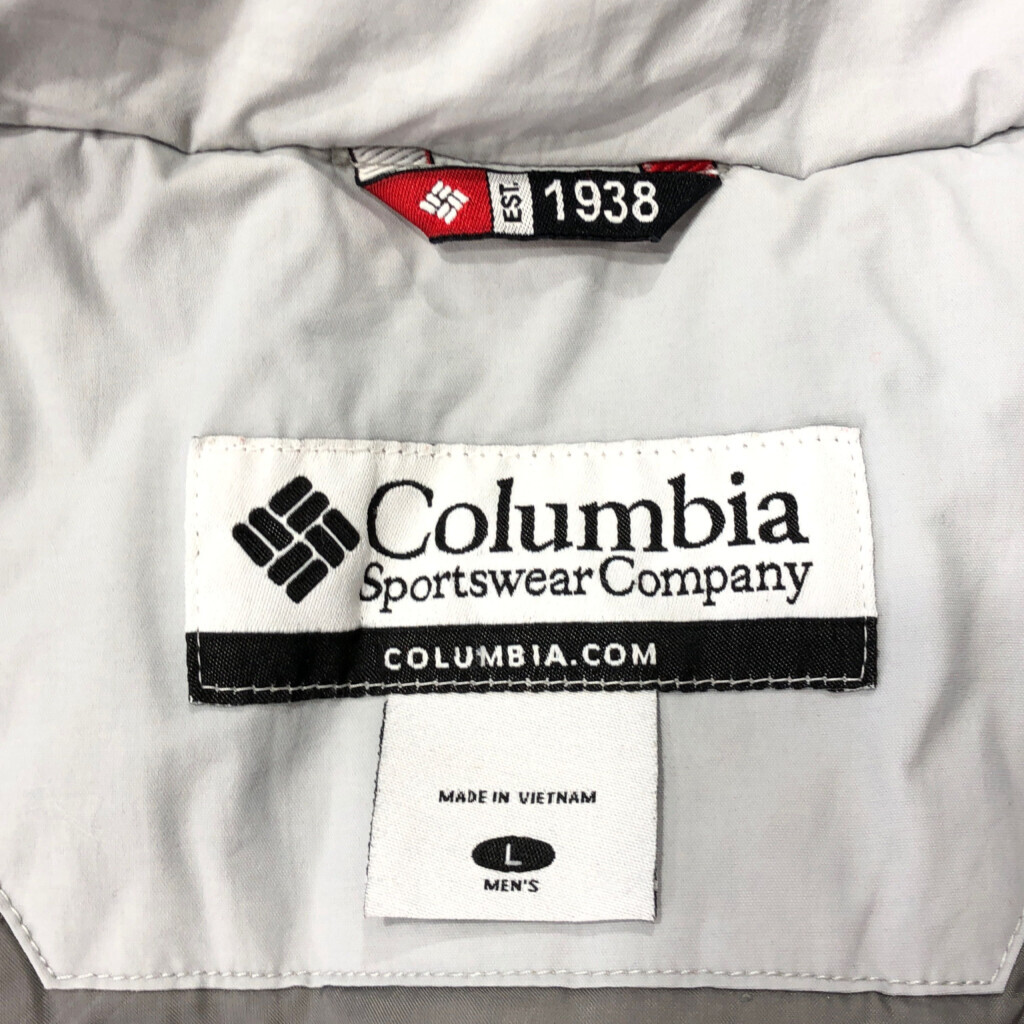 EST. 1938
Columbia
Sportswear Company
COLUMBIA.COM
MADE IN VIETNAM
L
MEN'S